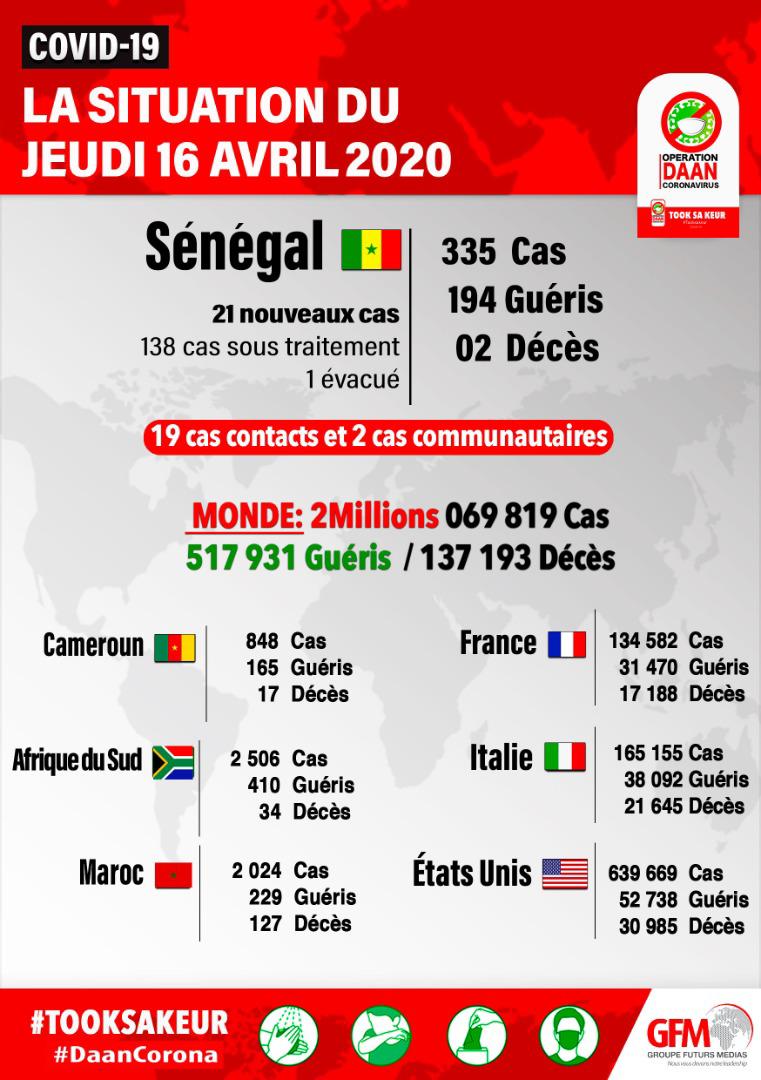 COVID-19
LA SITUATION DU
JEUDI 16 AVRIL 2020
OPERATION
DAAN
CORONAVIRUS
TOOK SA KEUR
Sénégal
21 nouveaux cas
138 cas sous traitement
1 évacué
335 Cas
194 Guéris
02 Décès
19 cas contacts et 2 cas communautaires
MONDE: 2Millions 069 819 Cas
517 931 Guéris / 137 193 Décès
Cameroun
848 Cas
165 Guéris
17 Décès
France
134 582 Cas
31 470 Guéris
17 188 Décès
Afrique du Sud
2 506 Cas
410 Guéris
34 Décès
Italie
165 155 Cas
38 092 Guéris
21 645 Décès
Maroc
2 024 Cas
229 Guéris
127 Décès
États Unis
639 669 Cas
52 738 Guéris
30 985 Décès
#TOOKSAKEUR
#DaanCorona
GFM
GROUPE FUTURS MEDIAS
Nous vous devons notre leadership